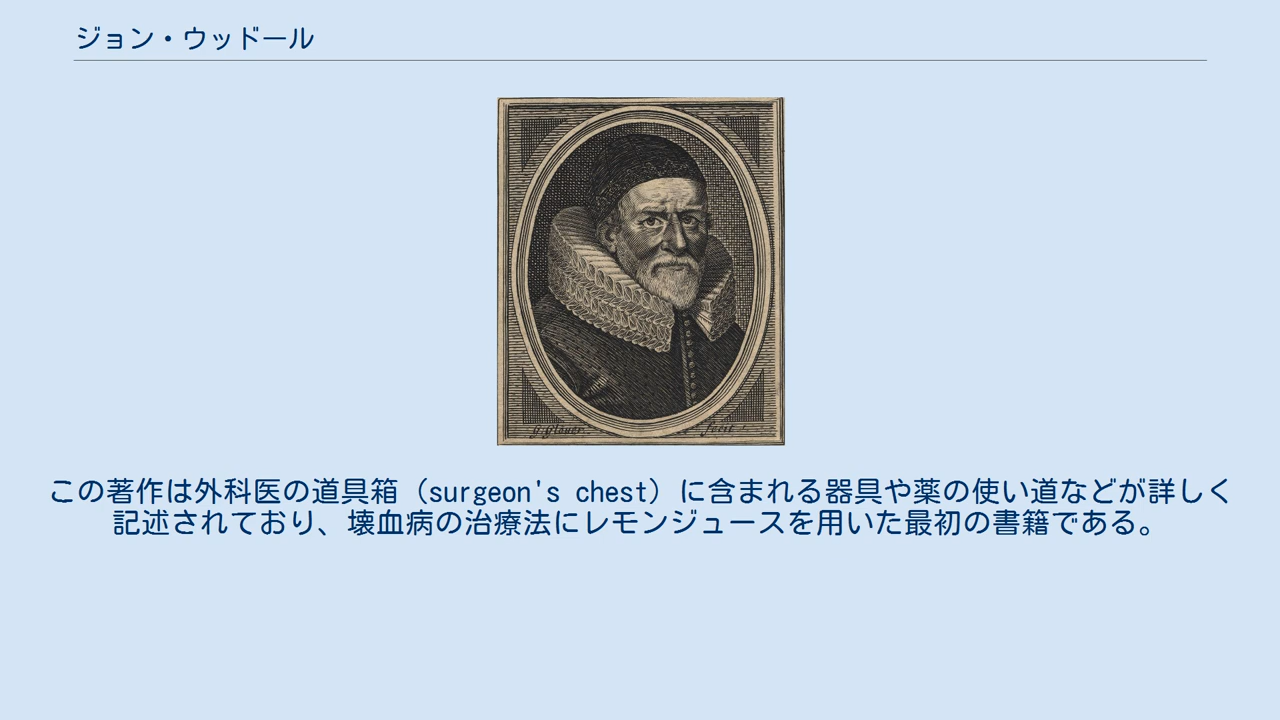 ジョン・ウッドール
この著作は外科医の道具箱（surgeon's chest）に含まれる器具や薬の使い道などが詳しく
記述されており、壊血病の治療法にレモンジュースを用いた最初の書籍である。